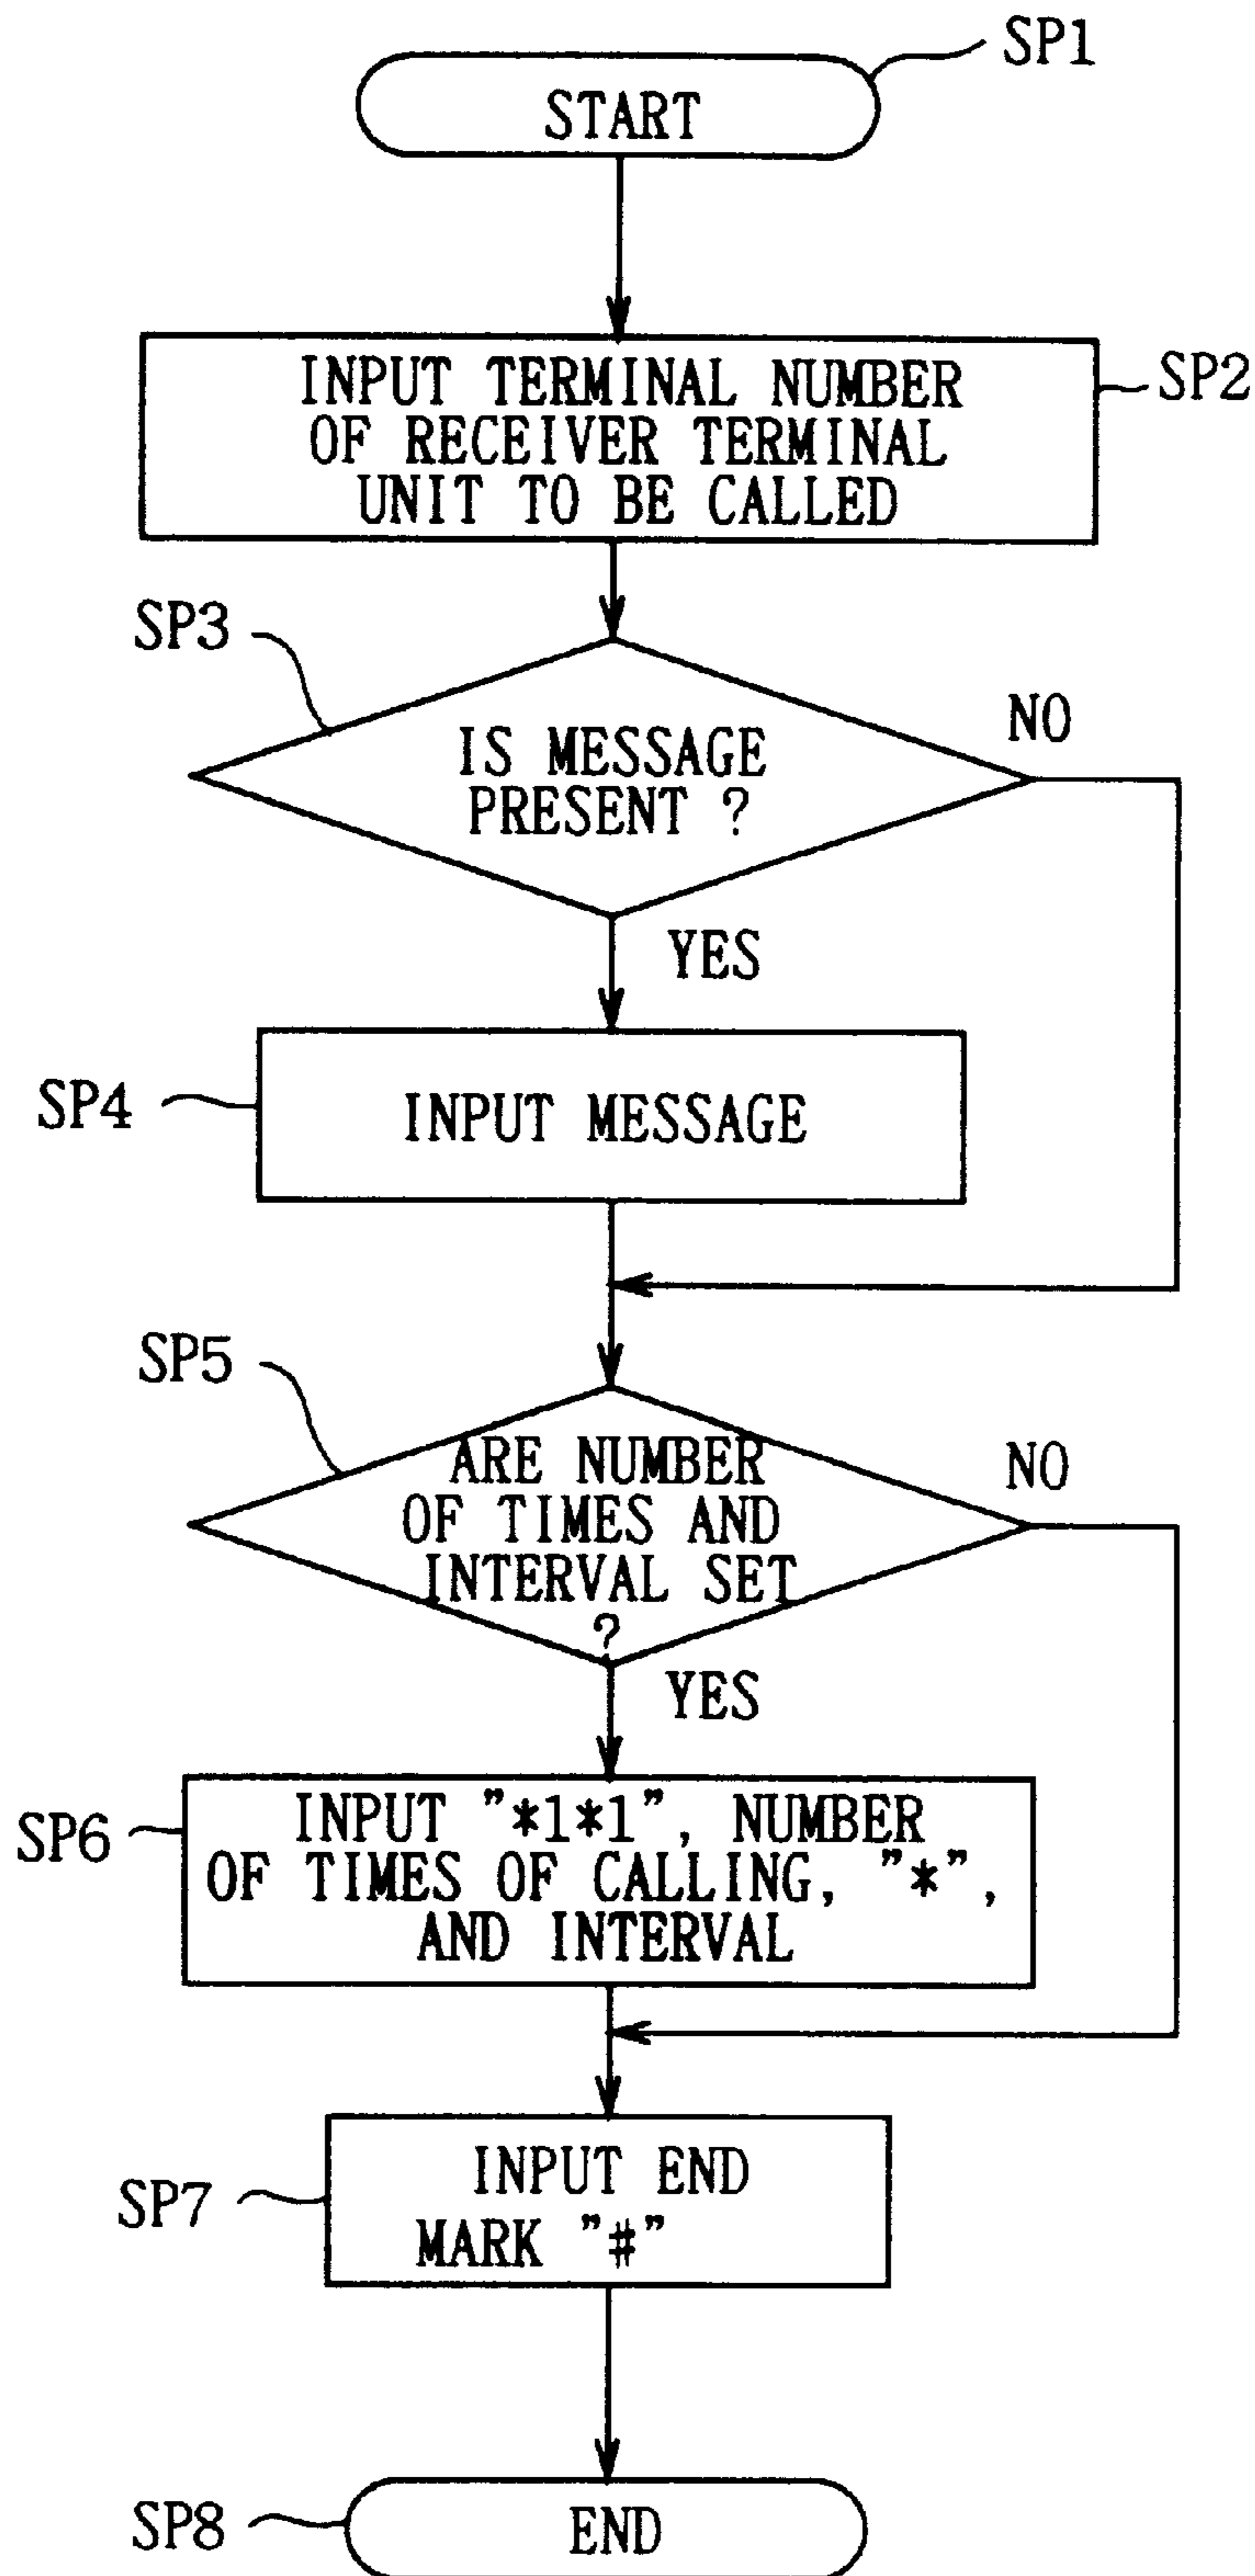 SP1
START
INPUT TERMINAL NUMBER
OF RECEIVER TERMINAL
UNIT TO BE CALLED
SP2
SP3
IS MESSAGE
PRESENT ?
NO
YES
SP4
INPUT MESSAGE
SP5
ARE NUMBER
OF TIMES AND
INTERVAL SET
?
NO
YES
SP6
INPUT ”*1*1”, NUMBER
OF TIMES OF CALLING, ”*”,
AND INTERVAL
SP7
INPUT END
MARK ”#”
SP8
END